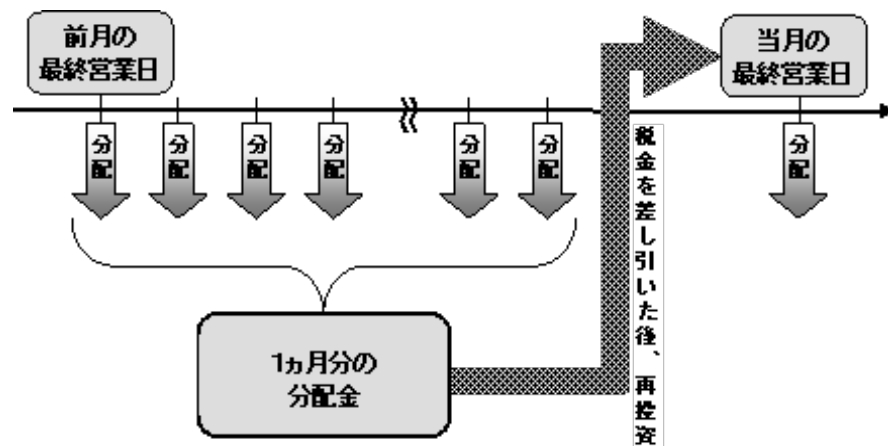 前月の
最終営業日
当月の
最終営業日
分配
分配
分配
分配
分配
分配
分配
税金を差し引いた後、再投資
1ヵ月分の
分配金